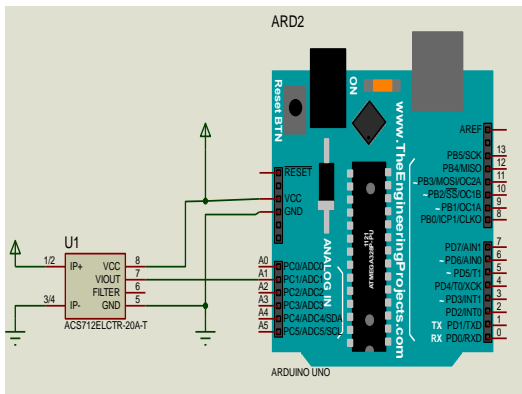 ARD2
Reset BTN
ON
www.TheEngineeringProjects.com
ANALOG IN
ATMEGA328P-PU
1121
RESET
VCC
GND
A0 PC0/ADC0
A1 PC1/ADC1
A2 PC2/ADC2
A3 PC3/ADC3
A4 PC4/ADC4/SDA
A5 PC5/ADC5/SCL
AREF
PB5/SCK 13
PB4/MISO 12
~PB3/MOSI/OC2A 11
~PB2/SS/OC1B 10
~PB1/OC1A 9
PB0/ICP1/CLKO 8
PD7/AIN1 7
~PD6/AIN0 6
~PD5/T1 5
PD4/T0/XCK 4
~PD3/INT1 3
PD2/INT0 2
TX PD1/TXD 1
RX PD0/RXD 0
ARDUINO UNO
U1
1/2 IP+ VCC 8
VIOUT 7
FILTER 6
3/4 IP- GND 5
ACS712ELCTR-20A-T